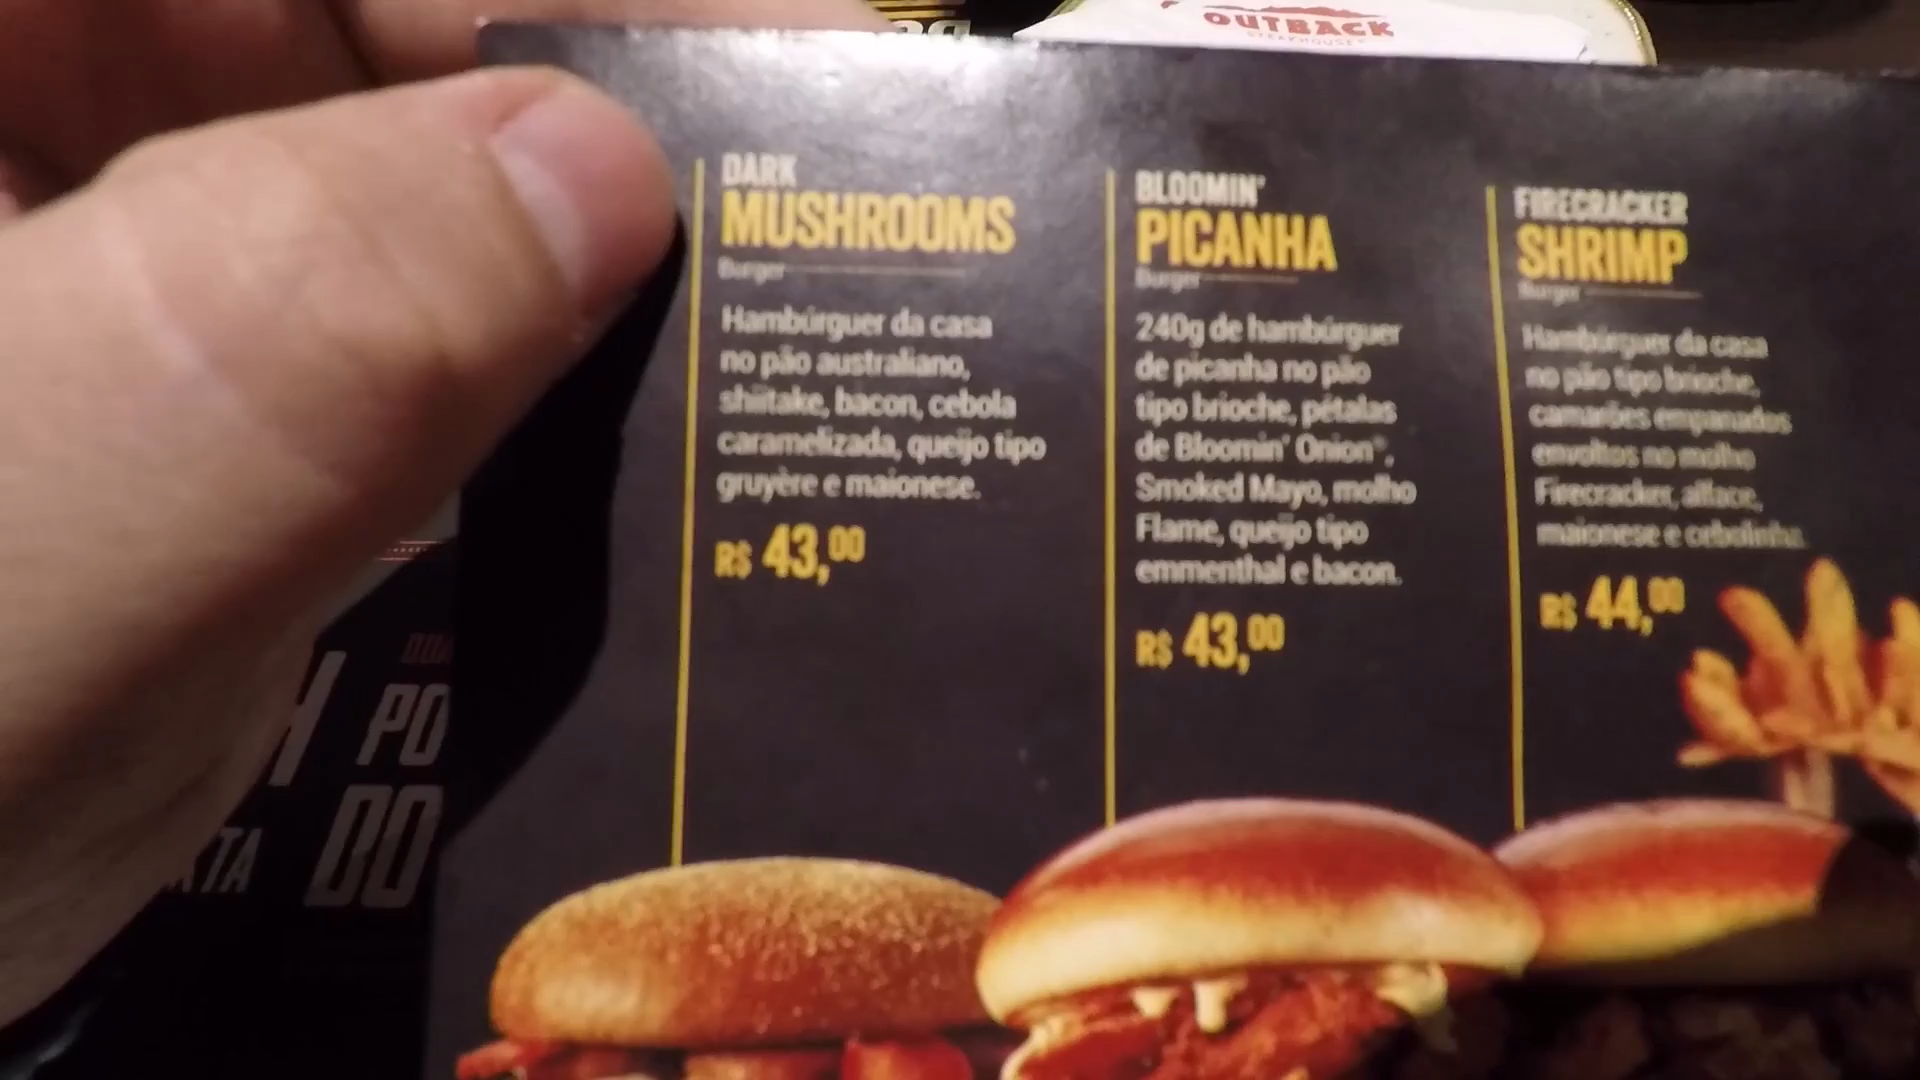 OUTBACK
STEAKHOUSE
DARK
MUSHROOMS
Burger
Hambúrguer da casa
no pão australiano,
shiitake, bacon, cebola
caramelizada, queijo tipo
gruyère e maionese.
R$ 43,00
BLOOMIN'
PICANHA
Burger
240g de hambúrguer
de picanha no pão
tipo brioche, pétalas
de Bloomin' Onion®,
Smoked Mayo, molho
Flame, queijo tipo
emmenthal e bacon.
R$ 43,00
FIRECRACKER
SHRIMP
Burger
Hambúrguer da casa
no pão tipo brioche,
camarões empanados
envoltos no molho
Firecracker, alface,
maionese e cebolinha.
R$ 44,00
PO
DO